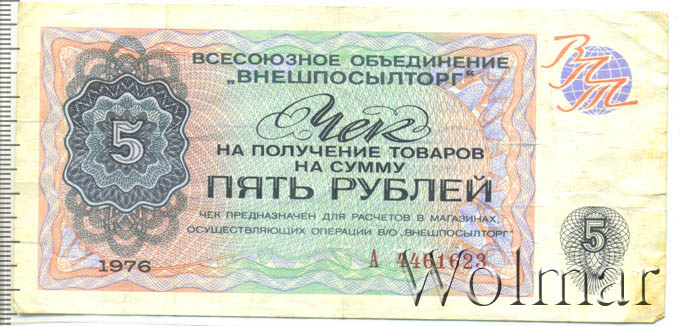 ВСЕСОЮЗНОЕ ОБЪЕДИНЕНИЕ
„ВНЕШПОСЫЛТОРГ"
ВПТ
Чек
НА ПОЛУЧЕНИЕ ТОВАРОВ
НА СУММУ
ПЯТЬ РУБЛЕЙ
ЧЕК ПРЕДНАЗНАЧЕН ДЛЯ РАСЧЕТОВ В МАГАЗИНАХ,
ОСУЩЕСТВЛЯЮЩИХ ОПЕРАЦИИ В/О „ВНЕШПОСЫЛТОРГ"
5
5
1976
А 4461623
Wolmar